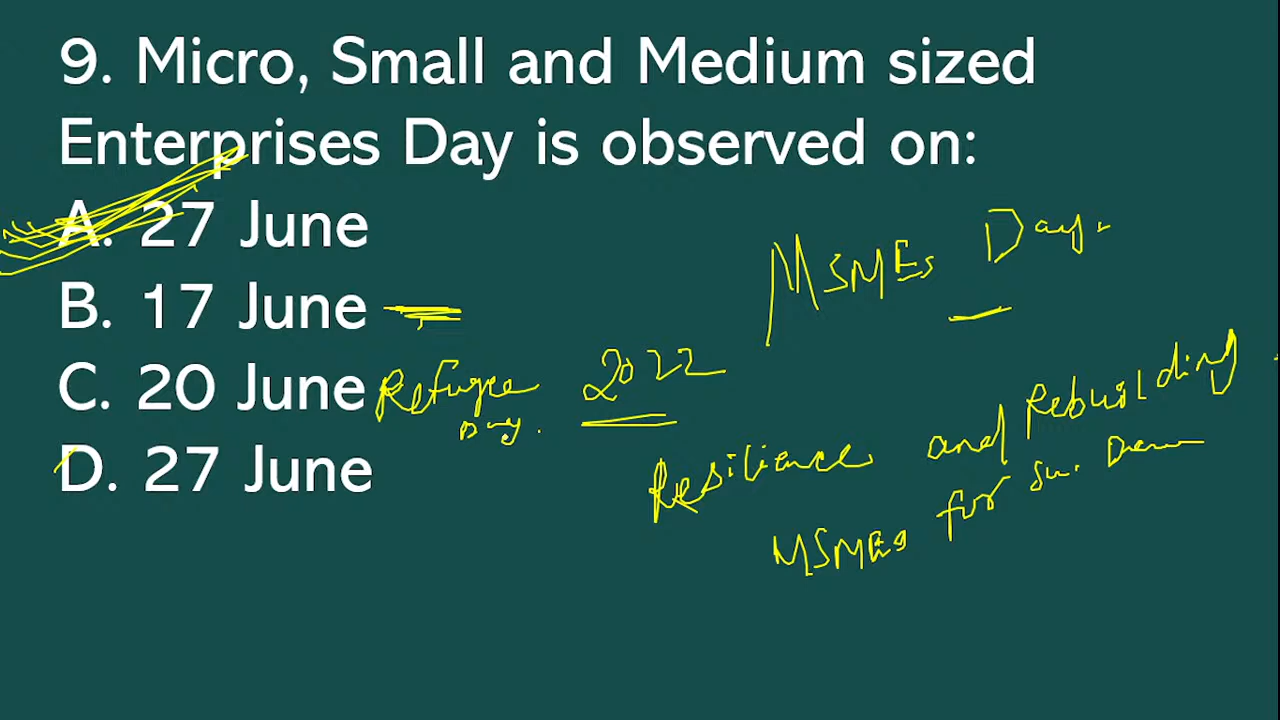 9. Micro, Small and Medium sized
Enterprises Day is observed on:
A. 27 June
B. 17 June
C. 20 June
D. 27 June
MSMEs Day.
Refugee
Day.
2022
Resilience and Rebuilding
MSMEs for